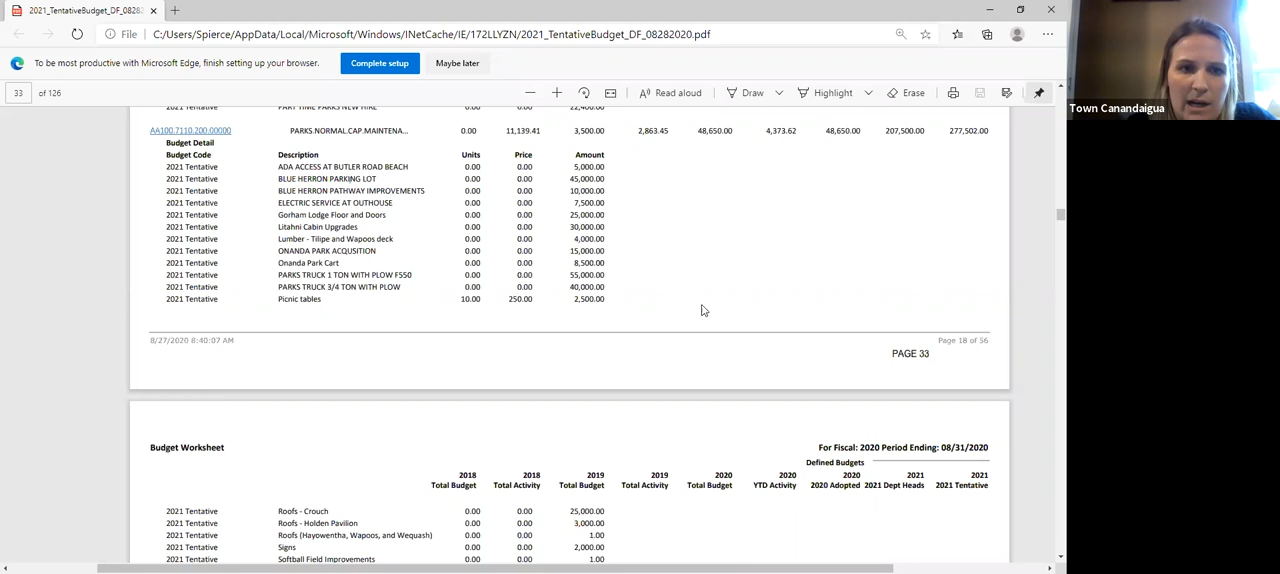 2021_TentativeBudget_DF_0828
File C:/Users/Spierce/AppData/Local/Microsoft/Windows/INetCache/IE/172LLYZN/2021_TentativeBudget_DF_08282020.pdf
To be most productive with Microsoft Edge, finish setting up your browser. Complete setup Maybe later
33 of 126 Read aloud Draw Highlight Erase
Town Canandaigua
2021 Tentative PART TIME PARKS NEW HIRE 22,400.00
AA100.7110.200.00000 PARKS.NORMAL.CAP.MAINTENA... 0.00 11,139.41 3,500.00 2,863.45 48,650.00 4,373.62 48,650.00 207,500.00 277,502.00
Budget Detail
Budget Code Description Units Price Amount
2021 Tentative ADA ACCESS AT BUTLER ROAD BEACH 0.00 0.00 5,000.00
2021 Tentative BLUE HERRON PARKING LOT 0.00 0.00 45,000.00
2021 Tentative BLUE HERRON PATHWAY IMPROVEMENTS 0.00 0.00 10,000.00
2021 Tentative ELECTRIC SERVICE AT OUTHOUSE 0.00 0.00 7,500.00
2021 Tentative Gorham Lodge Floor and Doors 0.00 0.00 25,000.00
2021 Tentative Litahni Cabin Upgrades 0.00 0.00 30,000.00
2021 Tentative Lumber - Tilipe and Wapoos deck 0.00 0.00 4,000.00
2021 Tentative ONANDA PARK ACQUSITION 0.00 0.00 15,000.00
2021 Tentative Onanda Park Cart 0.00 0.00 8,500.00
2021 Tentative PARKS TRUCK 1 TON WITH PLOW F550 0.00 0.00 55,000.00
2021 Tentative PARKS TRUCK 3/4 TON WITH PLOW 0.00 0.00 40,000.00
2021 Tentative Picnic tables 10.00 250.00 2,500.00
8/27/2020 8:40:07 AM Page 18 of 56
PAGE 33
Budget Worksheet For Fiscal: 2020 Period Ending: 08/31/2020
Defined Budgets
2018 2018 2019 2019 2020 2020 2020 2021 2021
Total Budget Total Activity Total Budget Total Activity Total Budget YTD Activity 2020 Adopted 2021 Dept Heads 2021 Tentative
2021 Tentative Roofs - Crouch 0.00 0.00 25,000.00
2021 Tentative Roofs - Holden Pavilion 0.00 0.00 3,000.00
2021 Tentative Roofs (Hayowentha, Wapoos, and Wequash) 0.00 0.00 1.00
2021 Tentative Signs 0.00 0.00 2,000.00
2021 Tentative Softball Field Improvements 0.00 0.00 1.00